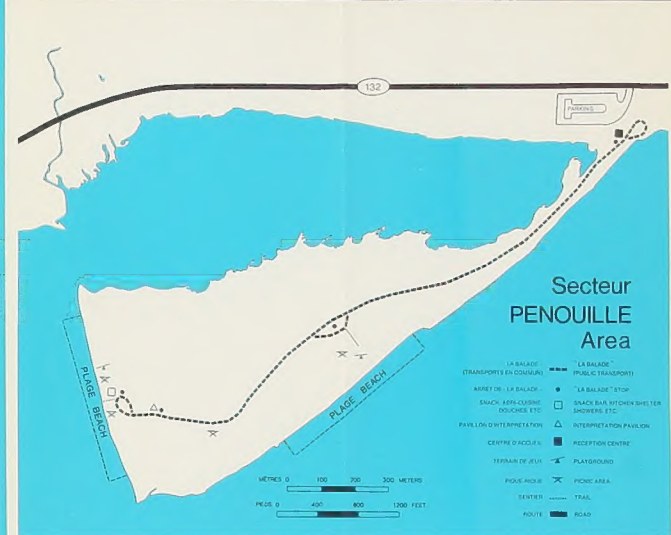 132
PARKING
Secteur
PENOUILLE
Area
PLAGE BEACH
PLAGE BEACH
LA BALADE "LA BALADE"
(TRANSPORTS EN COMMUN) (PUBLIC TRANSPORT)
ARRÊT DE - LA BALADE - "LA BALADE" STOP
SNACK, ABRI-CUISINE, SNACK BAR, KITCHEN SHELTER
DOUCHES, ETC. SHOWERS, ETC.
PAVILLON D'INTERPRÉTATION INTERPRETATION PAVILION
CENTRE D'ACCUEIL RECEPTION CENTRE
TERRAIN DE JEUX PLAYGROUND
PIQUE-NIQUE PICNIC AREA
SENTIER TRAIL
ROUTE ROAD
MÈTRES 0 100 200 300 METERS
PIEDS 0 400 800 1200 FEET